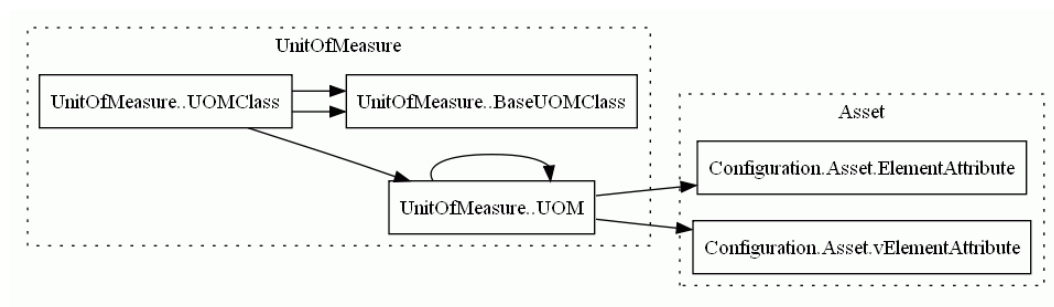 UnitOfMeasure
UnitOfMeasure..UOMClass
UnitOfMeasure..BaseUOMClass
UnitOfMeasure..UOM
Asset
Configuration.Asset.ElementAttribute
Configuration.Asset.vElementAttribute